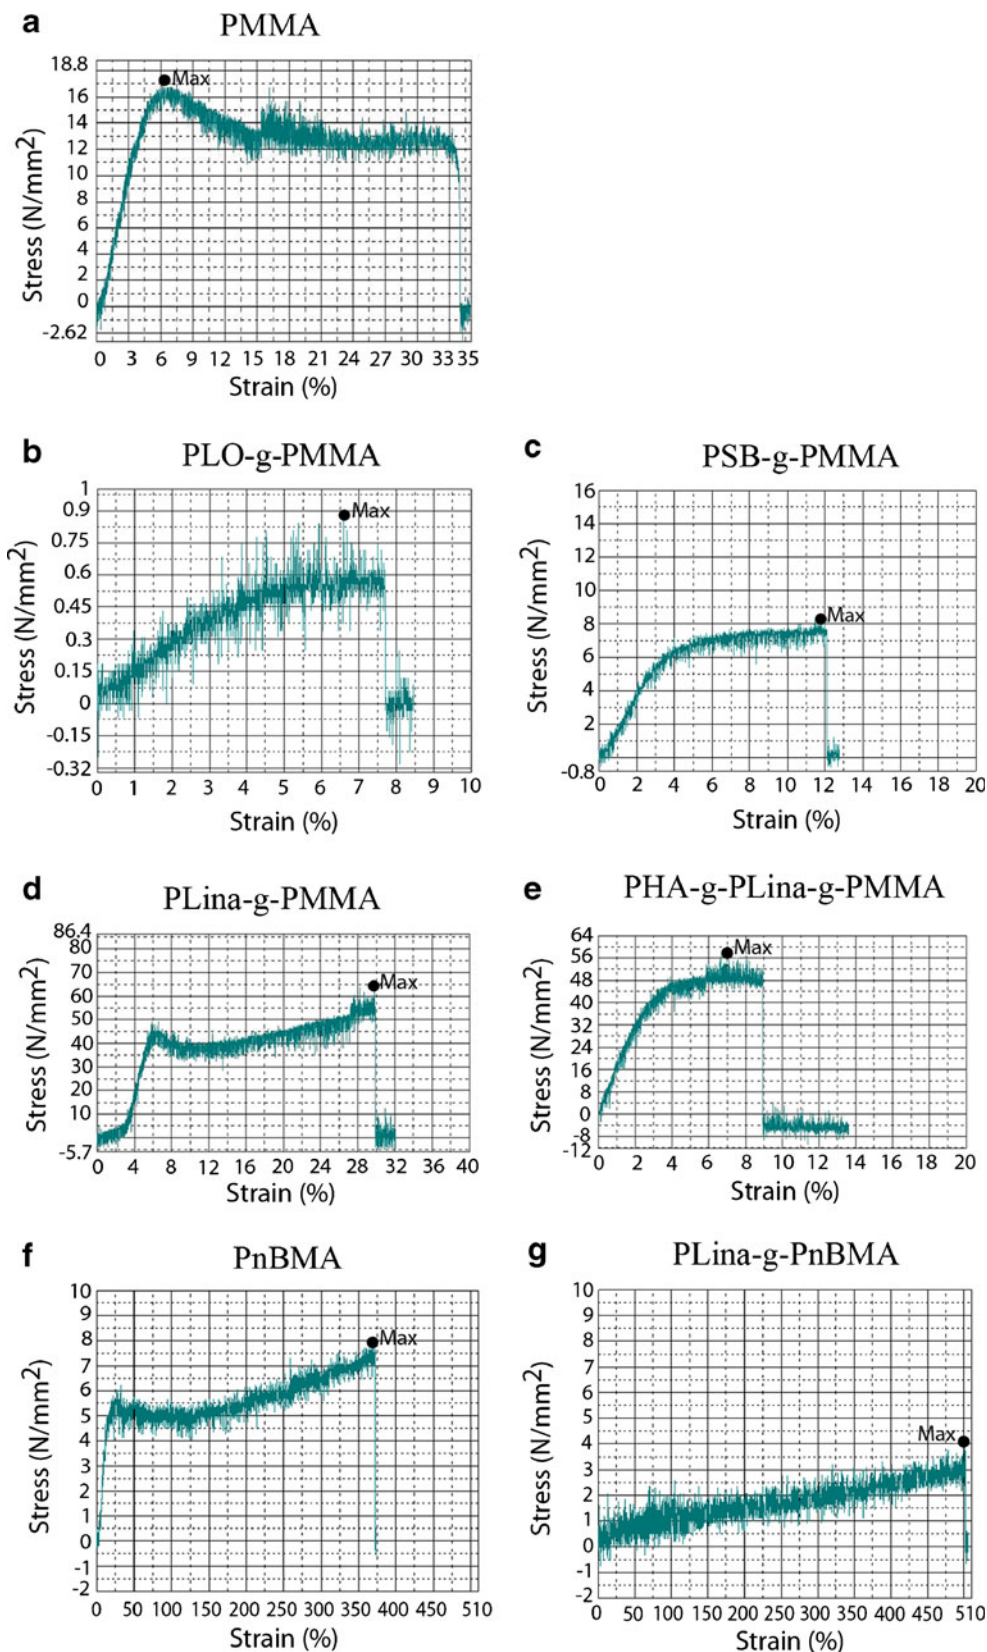 a
PMMA
18.8
16
14
12
10
8
6
4
2
0
-2.62
Max
0 3 6 9 12 15 18 21 24 27 30 33 35
Stress (N/mm2)
Strain (%)
b
PLO-g-PMMA
1
0.9
0.75
0.6
0.45
0.3
0.15
0
-0.15
-0.32
Max
0 1 2 3 4 5 6 7 8 9 10
Stress (N/mm2)
Strain (%)
c
PSB-g-PMMA
16
14
12
10
8
6
4
2
-0.8
Max
0 2 4 6 8 10 12 14 16 18 20
Stress (N/mm2)
Strain (%)
d
PLina-g-PMMA
86.4
80
70
60
50
40
30
20
10
-5.7
Max
0 4 8 12 16 20 24 28 32 36 40
Stress (N/mm2)
Strain (%)
e
PHA-g-PLina-g-PMMA
64
56
48
40
32
24
16
8
0
-8
-12
Max
0 2 4 6 8 10 12 14 16 20
Stress (N/mm2)
Strain (%)
f
PnBMA
10
9
8
7
6
5
4
3
2
1
0
-1
-2
Max
0 50 150 200 250 300 350 400 450 510
Stress (N/mm2)
Strain (%)
g
PLina-g-PnBMA
10
9
8
7
6
5
4
3
2
1
0
-1
-2
Max
0 50 150 200 250 300 350 400 450 510
Stress (N/mm2)
Strain (%)